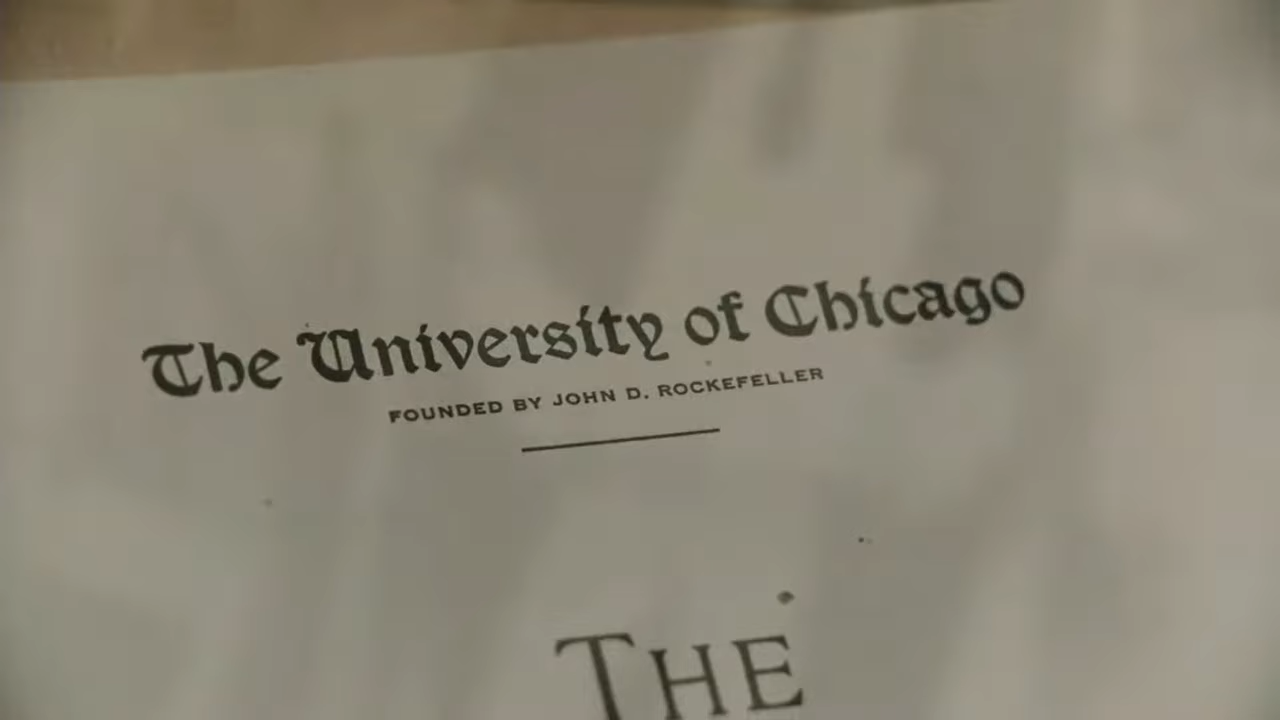 The University of Chicago
FOUNDED BY JOHN D. ROCKEFELLER
THE